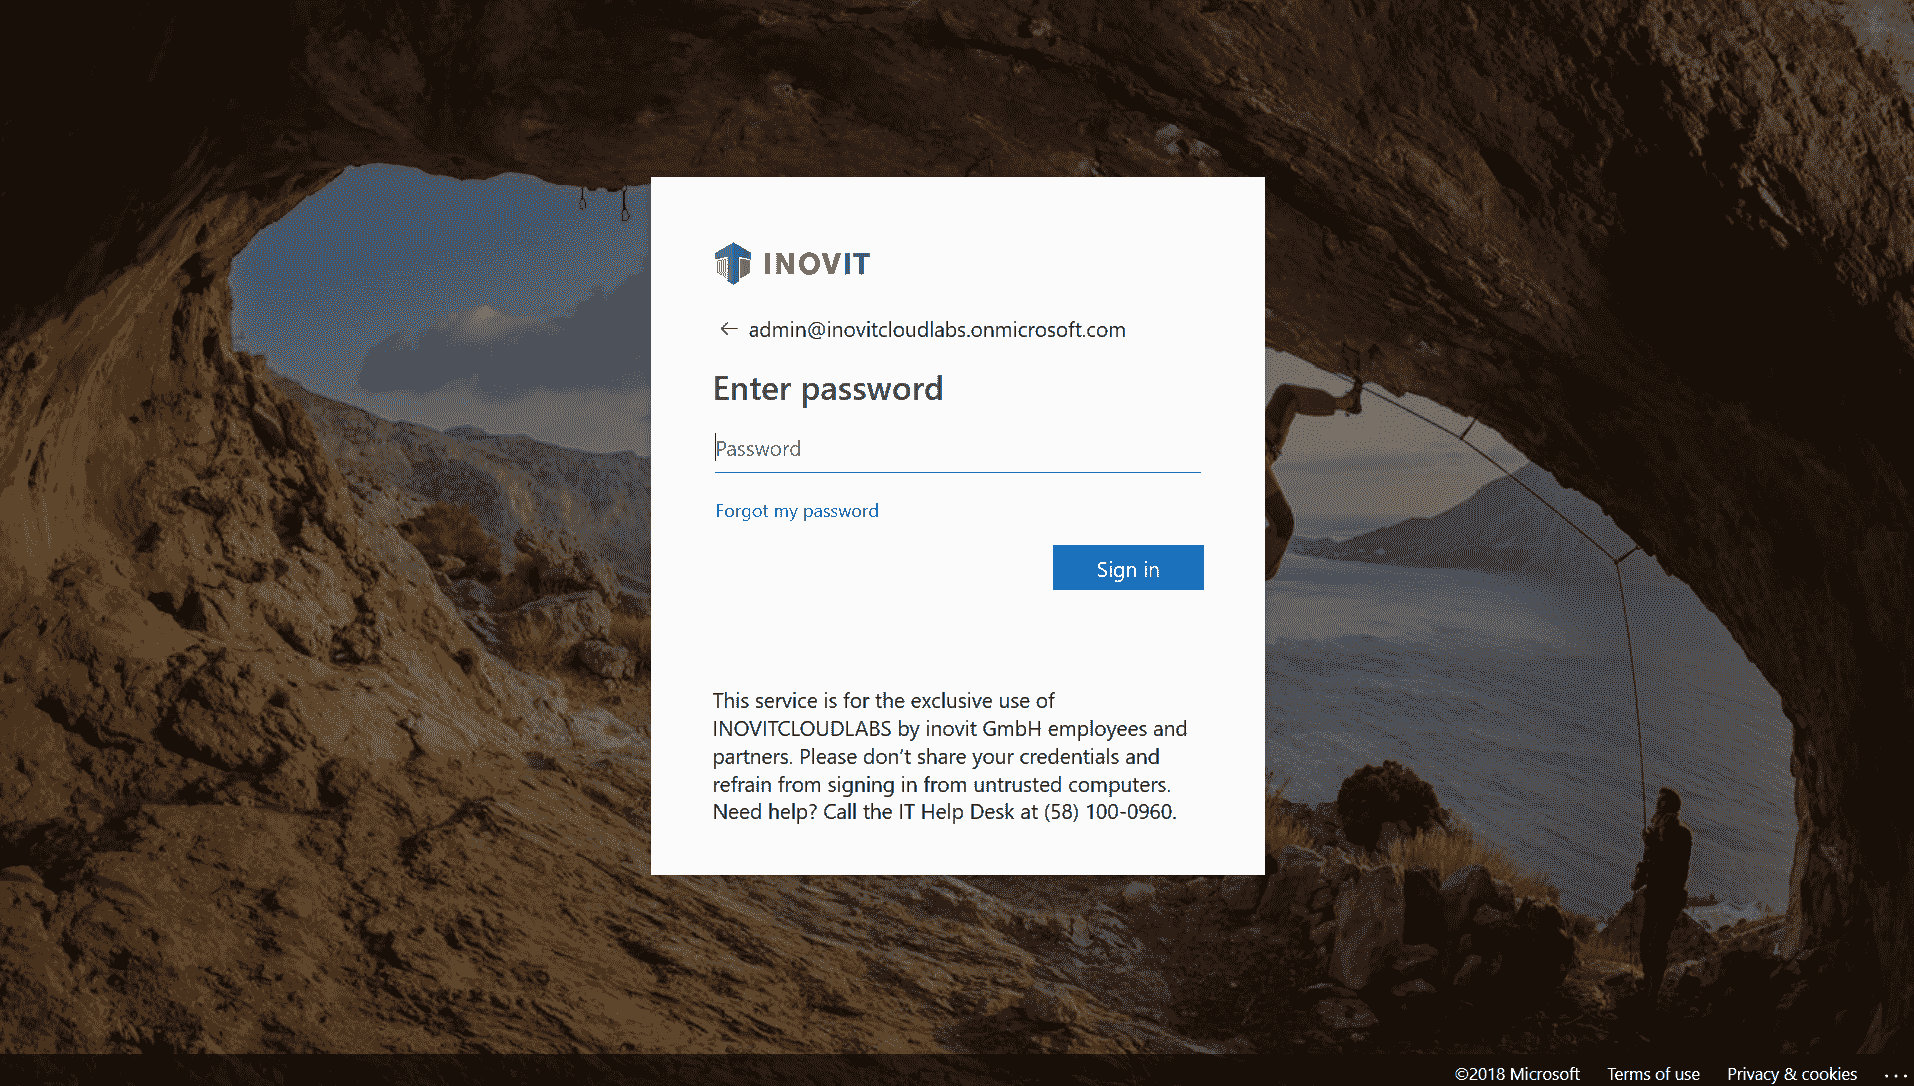 INOVIT
admin@inovitcloudlabs.onmicrosoft.com
Enter password
Password
Forgot my password
Sign in
This service is for the exclusive use of
INOVITCLOUDLABS by inovit GmbH employees and
partners. Please don’t share your credentials and
refrain from signing in from untrusted computers.
Need help? Call the IT Help Desk at (58) 100-0960.
©2018 Microsoft Terms of use Privacy & cookies ...